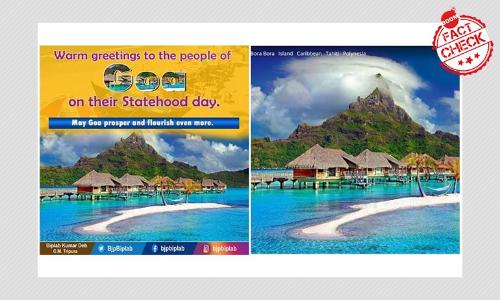 Warm greetings to the people of
Goa
on their Statehood day.
May Goa prosper and flourish even more.
Biplab Kumar Deb
C.M. Tripura
BjpBiplab
bjpbiplab
bjpbiplab
Bora Bora Island Caribbean Tahiti Polynesia
FACT
CHECK